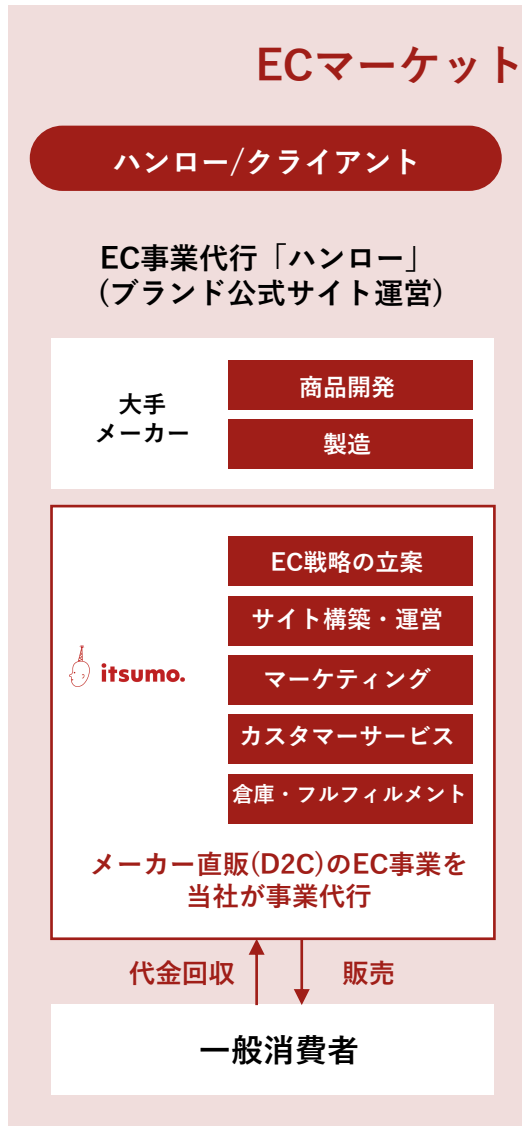 ECマーケット
ハンロー/クライアント
EC事業代行「ハンロー」
(ブランド公式サイト運営)
大手
メーカー
商品開発
製造
EC戦略の立案
サイト構築・運営
itsumo.
マーケティング
カスタマーサービス
倉庫・フルフィルメント
メーカー直販(D2C)のEC事業を
当社が事業代行
代金回収
販売
一般消費者